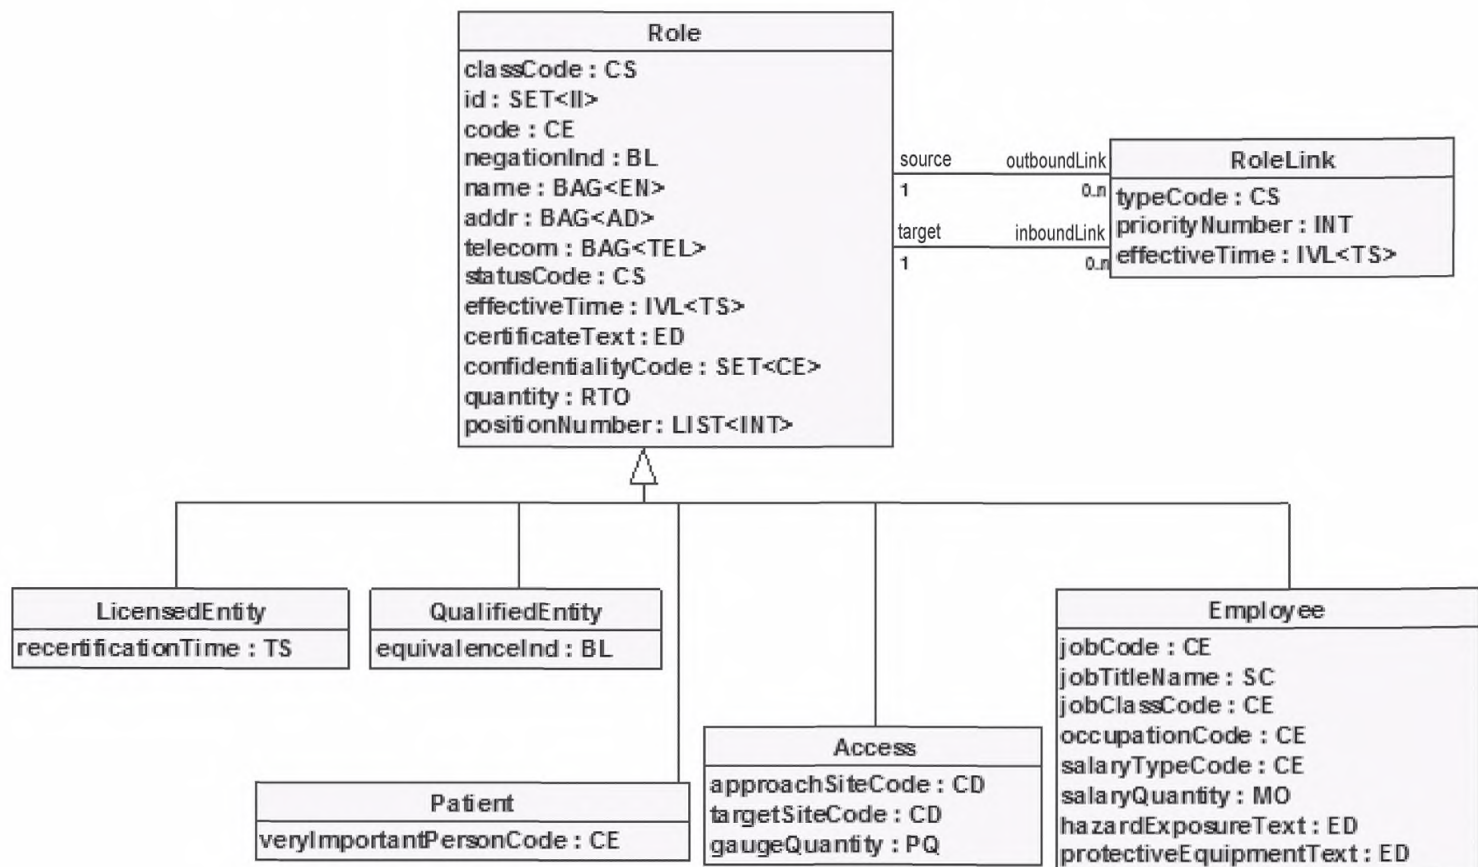 Role
classCode : CS
id : SET<II>
code : CE
negationInd : BL
name : BAG<EN>
addr : BAG<AD>
telecom : BAG<TEL>
statusCode : CS
effectiveTime : IVL<TS>
certificateText : ED
confidentialityCode : SET<CE>
quantity : RTO
positionNumber : LIST<INT>
source outboundLink
1 0..n
target inboundLink
1 0..n
RoleLink
typeCode : CS
priorityNumber : INT
effectiveTime : IVL<TS>
LicensedEntity
recertificationTime : TS
QualifiedEntity
equivalenceInd : BL
Patient
veryImportantPersonCode : CE
Access
approachSiteCode : CD
targetSiteCode : CD
gaugeQuantity : PQ
Employee
jobCode : CE
jobTitleName : SC
jobClassCode : CE
occupationCode : CE
salaryTypeCode : CE
salaryQuantity : MO
hazardExposureText : ED
protectiveEquipmentText : ED